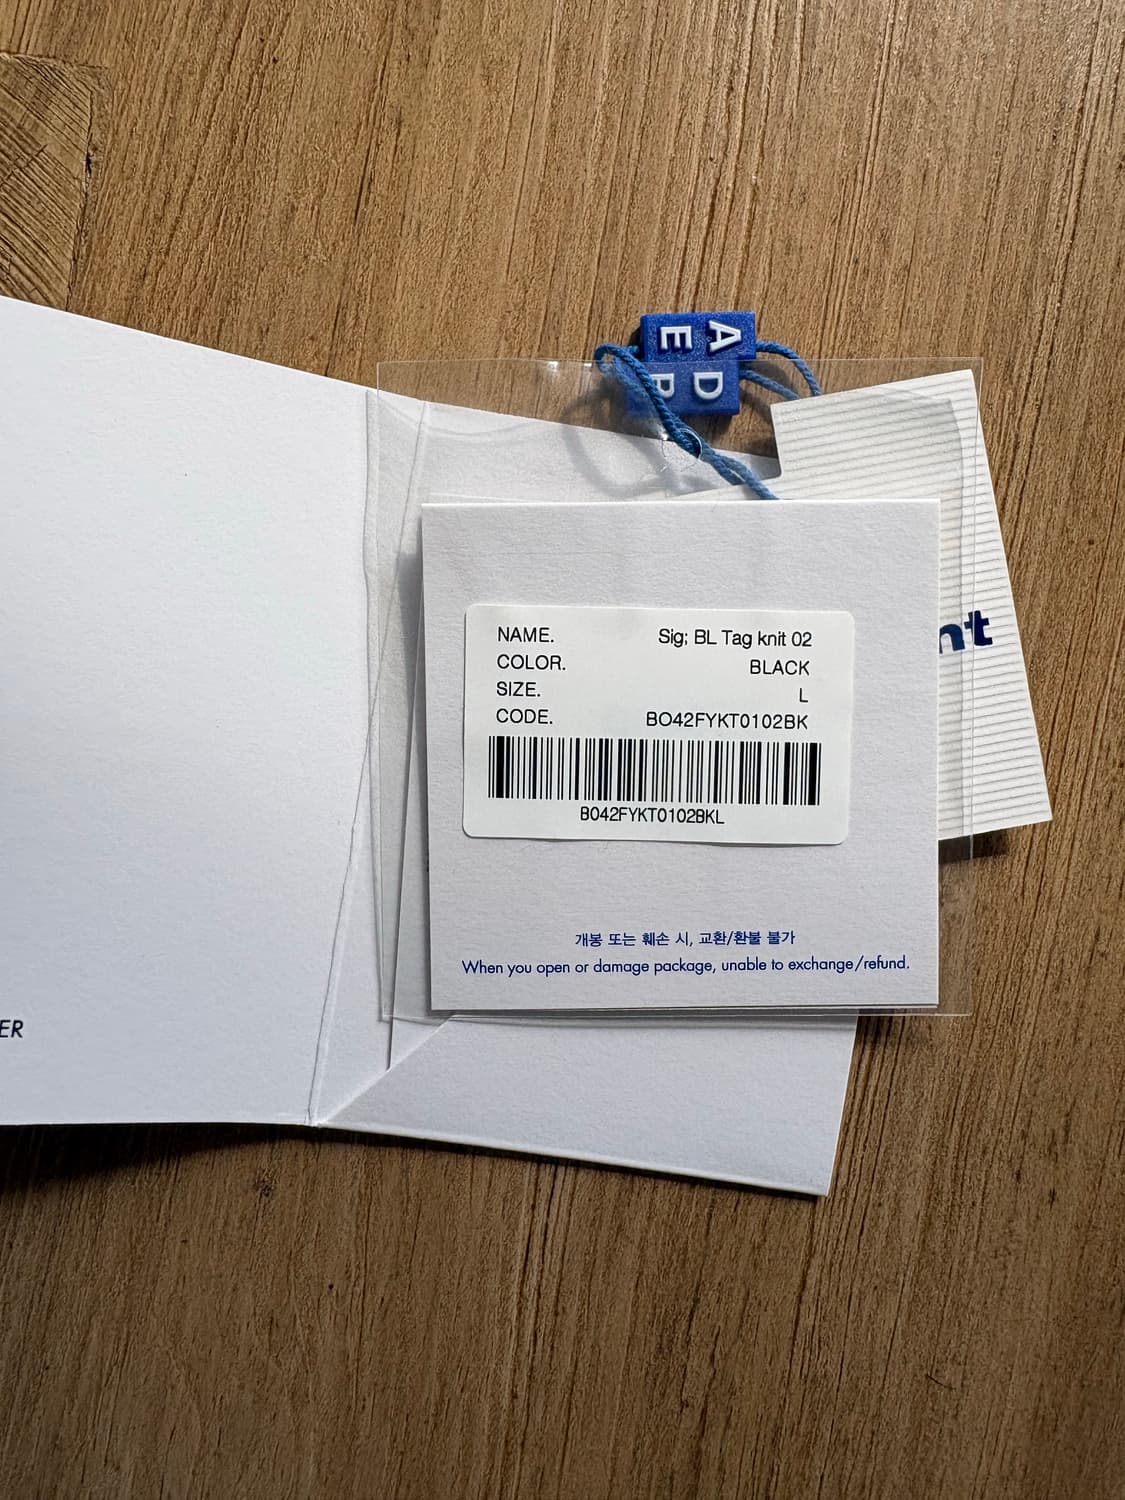 A D
E R
nt
NAME. Sig; BL Tag knit 02
COLOR. BLACK
SIZE. L
CODE. BO42FYKT0102BK
BO42FYKT0102BKL
개봉 또는 훼손 시, 교환/환불 불가
When you open or damage package, unable to exchange/refund.
ER